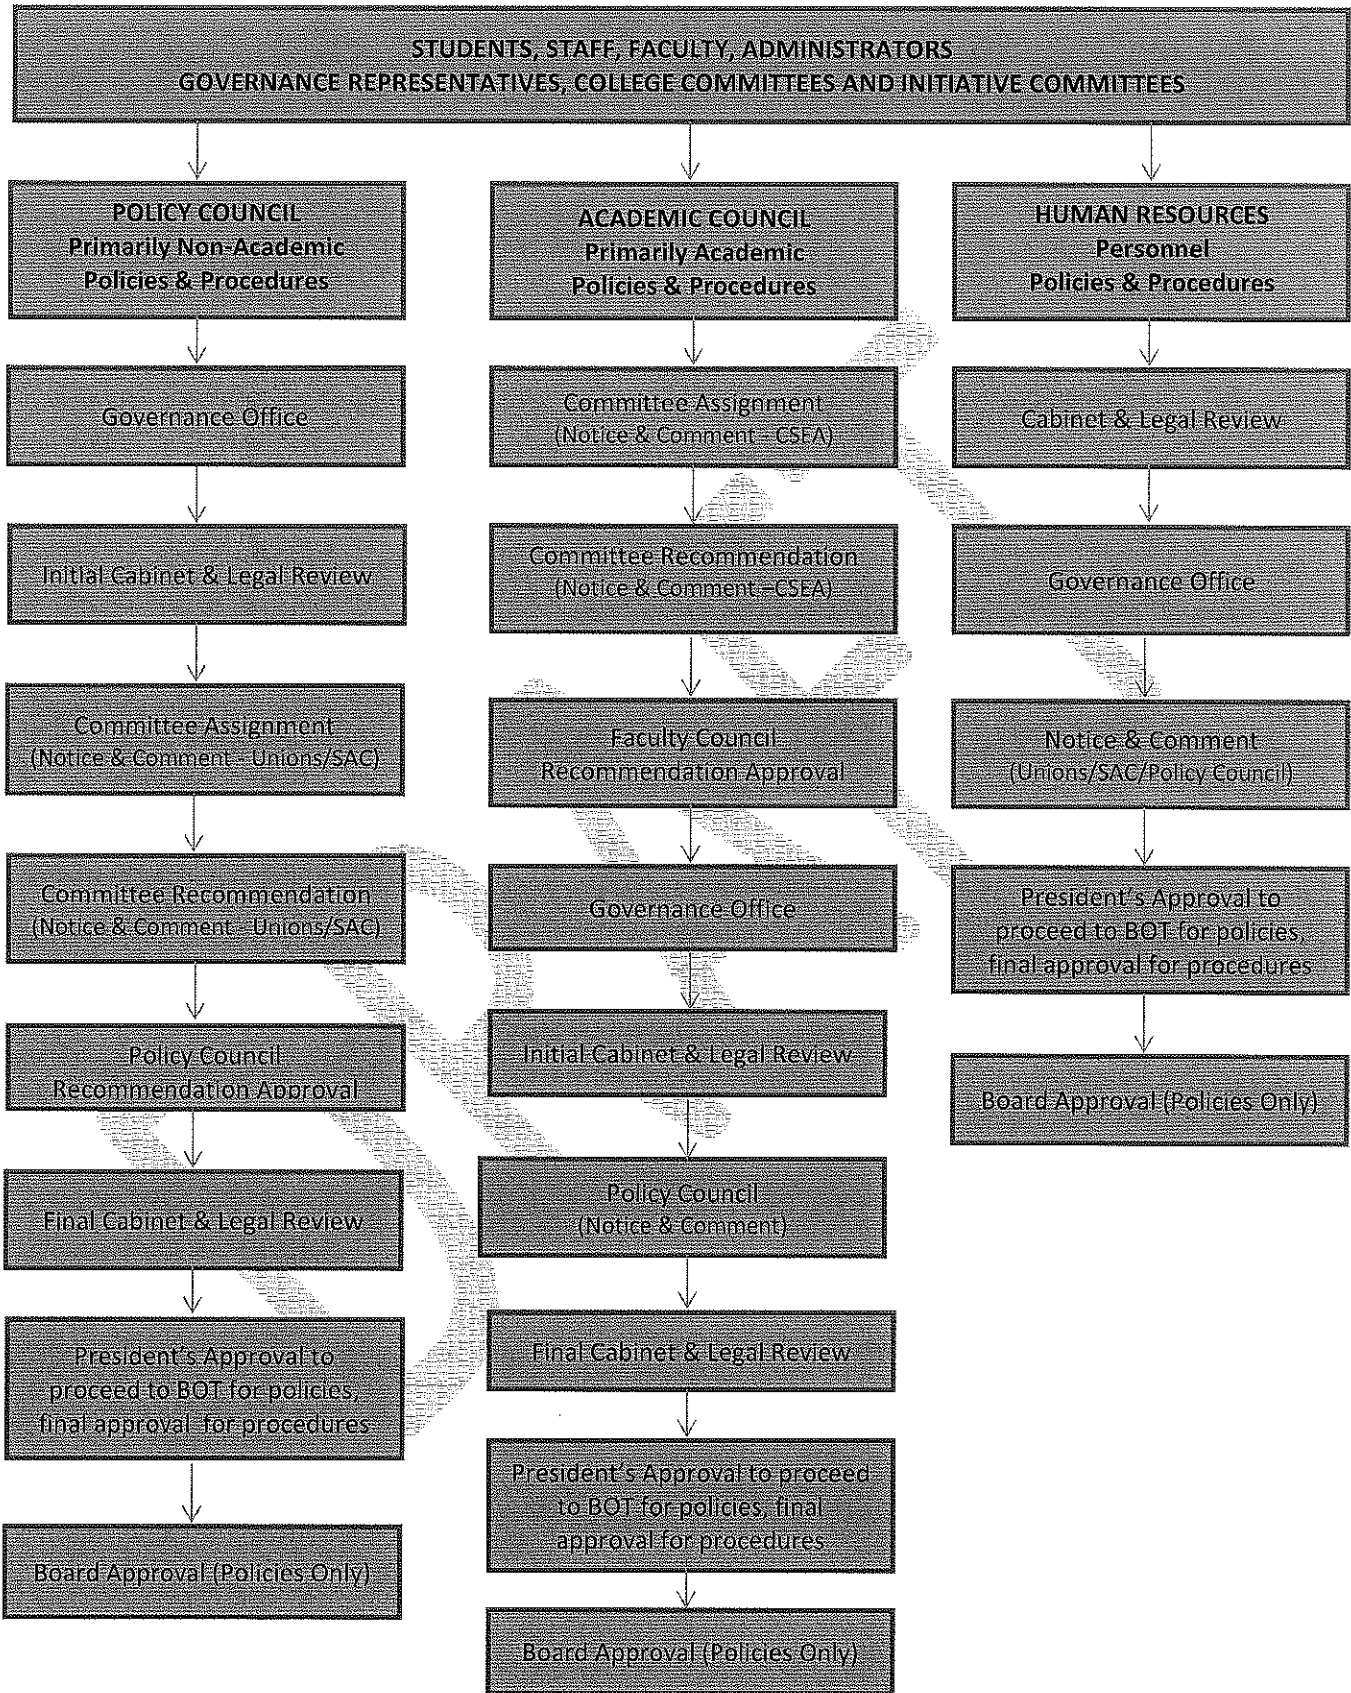 STUDENTS, STAFF, FACULTY, ADMINISTRATORS
GOVERNANCE REPRESENTATIVES, COLLEGE COMMITTEES AND INITIATIVE COMMITTEES
POLICY COUNCIL
Primarily Non-Academic
Policies & Procedures
Governance Office
Initial Cabinet & Legal Review
Committee Assignment
(Notice & Comment - Unions/SAC)
Committee Recommendation
(Notice & Comment - Unions/SAC)
Policy Council
Recommendation Approval
Final Cabinet & Legal Review
President's Approval to
proceed to BOT for policies,
final approval for procedures
Board Approval (Policies Only)
ACADEMIC COUNCIL
Primarily Academic
Policies & Procedures
Committee Assignment
(Notice & Comment - CSEA)
Committee Recommendation
(Notice & Comment –CSEA)
Faculty Council
Recommendation Approval
Governance Office
Initial Cabinet & Legal Review
Policy Council
(Notice & Comment)
Final Cabinet & Legal Review
President's Approval to proceed
to BOT for policies, final
approval for procedures
Board Approval (Policies Only)
HUMAN RESOURCES
Personnel
Policies & Procedures
Cabinet & Legal Review
Governance Office
Notice & Comment
(Unions/SAC/Policy Council)
President's Approval to
proceed to BOT for policies,
final approval for procedures
Board Approval (Policies Only)
DRAFT